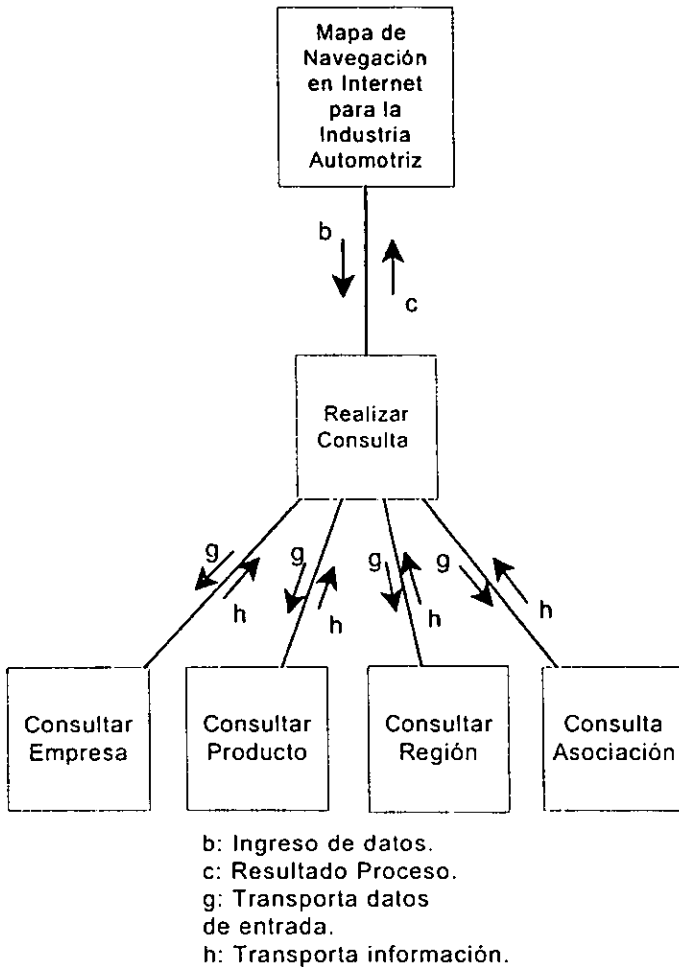 Mapa de
Navegación
en Internet
para la
Industria
Automotriz
b
c
Realizar
Consulta
g
h
g
h
g
h
g
h
Consultar
Empresa
Consultar
Producto
Consultar
Región
Consulta
Asociación
b: Ingreso de datos.
c: Resultado Proceso.
g: Transporta datos
de entrada.
h: Transporta información.